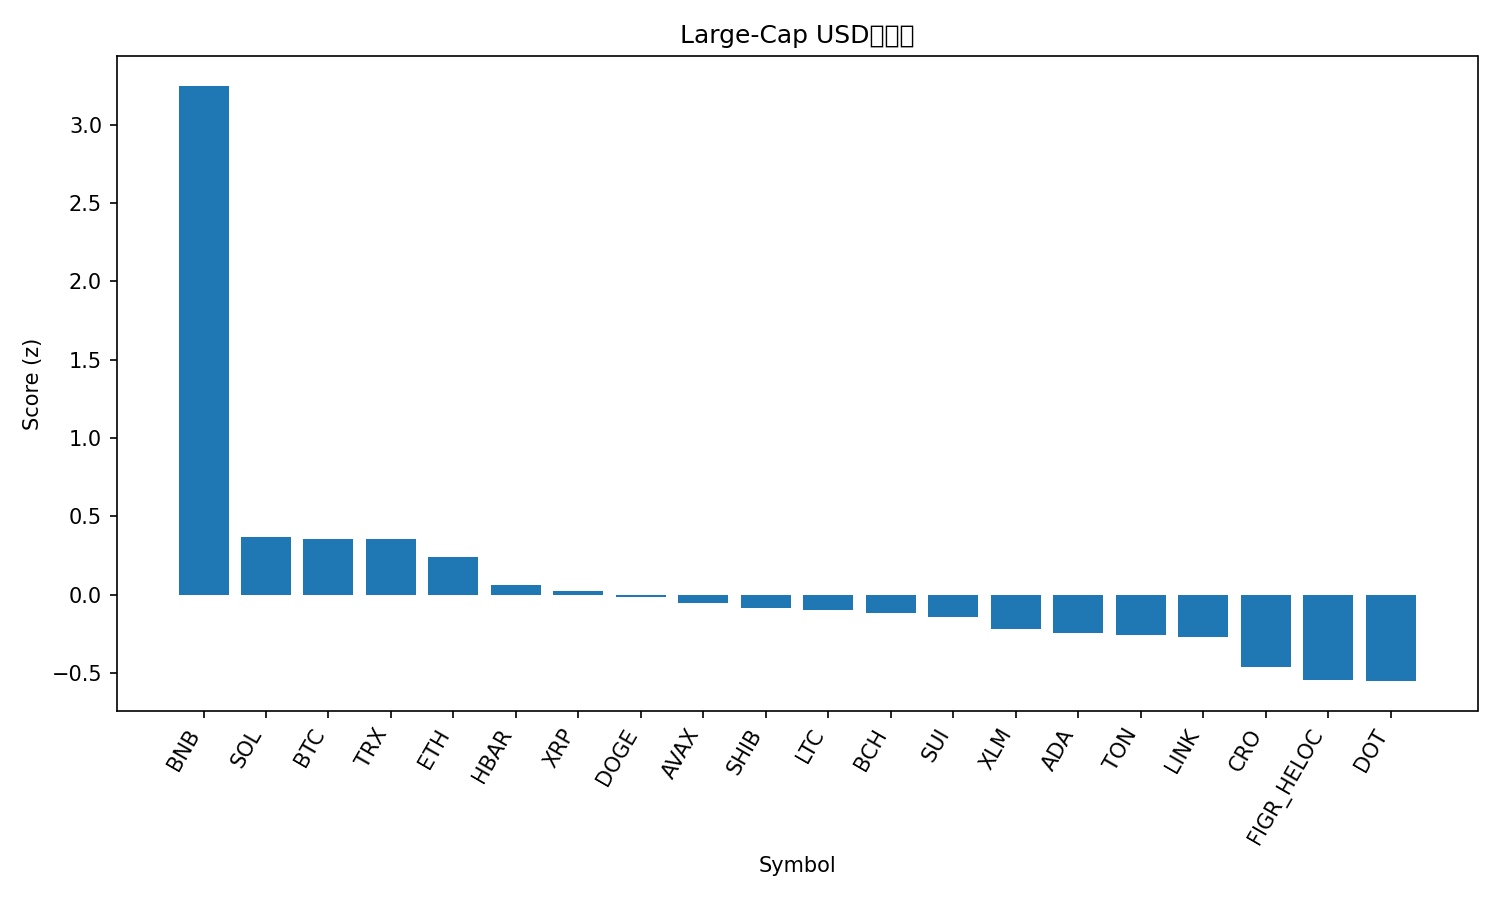 Large-Cap USD
Score (z)
3.0
2.5
2.0
1.5
1.0
0.5
0.0
−0.5
BNB
SOL
BTC
TRX
ETH
HBAR
XRP
DOGE
AVAX
SHIB
LTC
BCH
SUI
XLM
ADA
TON
LINK
CRO
FIGR_HELOC
DOT
Symbol